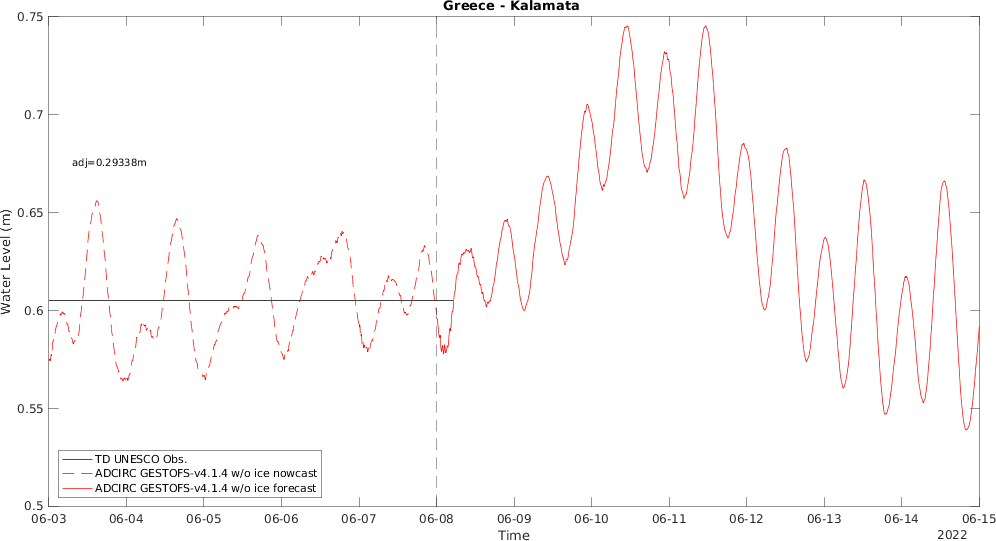 Greece - Kalamata
0.75
0.7
0.65
0.6
0.55
0.5
Water Level (m)
adj=0.29338m
TD UNESCO Obs.
ADCIRC GESTOFS-v4.1.4 w/o ice nowcast
ADCIRC GESTOFS-v4.1.4 w/o ice forecast
06-03 06-04 06-05 06-06 06-07 06-08 06-09 06-10 06-11 06-12 06-13 06-14 06-15
Time
2022